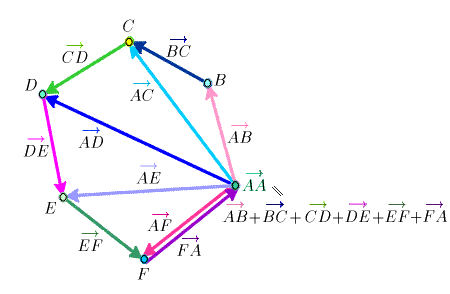 C
$\overrightarrow{CD}$
$\overrightarrow{BC}$
D
$\overrightarrow{AC}$
B
$\overrightarrow{AD}$
$\overrightarrow{AB}$
$\overrightarrow{DE}$
$\overrightarrow{AE}$
$\overrightarrow{AA}$ \\
E
$\overrightarrow{AF}$
$\overrightarrow{AB}+\overrightarrow{BC}+\overrightarrow{CD}+\overrightarrow{DE}+\overrightarrow{EF}+\overrightarrow{FA}$
$\overrightarrow{EF}$
$\overrightarrow{FA}$
F